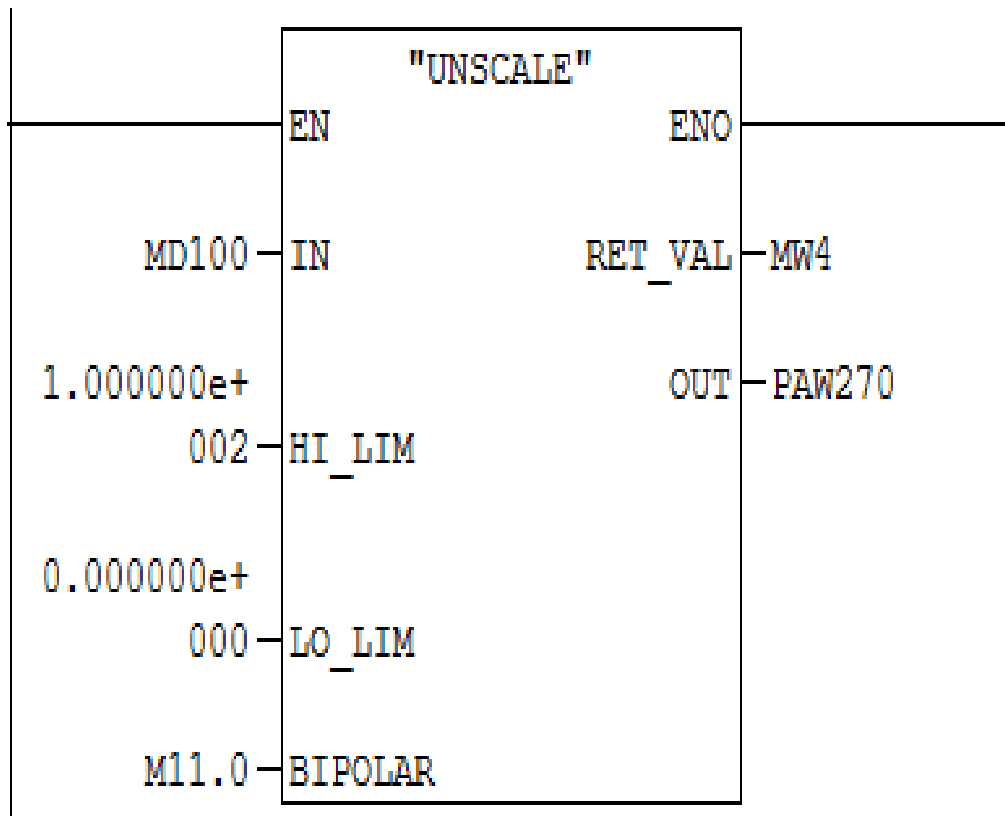 "UNSCALE"
EN ENO
MD100 IN RET_VAL MW4
1.000000e+ OUT PAW270
002 HI_LIM
0.000000e+
000 LO_LIM
M11.0 BIPOLAR